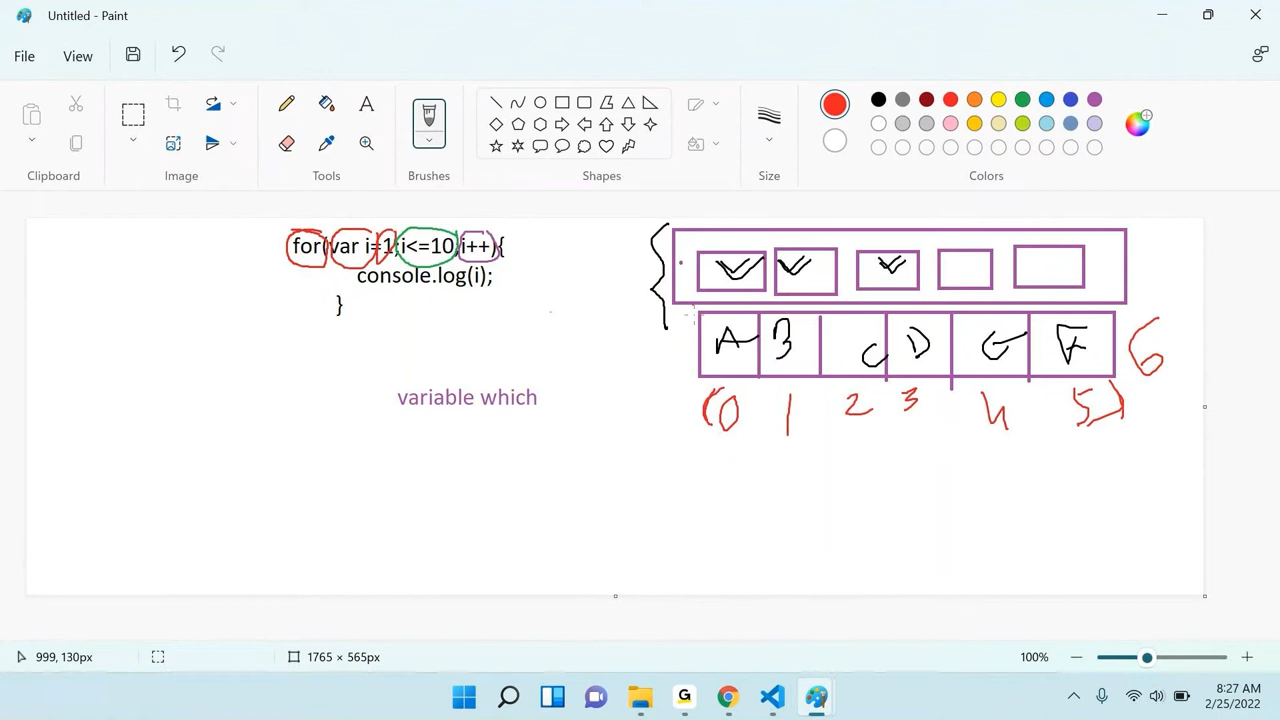 Untitled - Paint
File View
Clipboard Image Tools Brushes Shapes Size Colors
for(var i=1;i<=10;i++){
console.log(i);
}
variable which
A B C D E F 6
0 1 2 3 4 5
999, 130px 1765 × 565px 100%
G
8:27 AM
2/25/2022